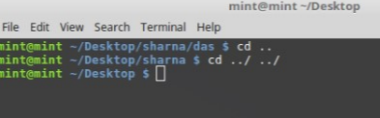 mint@mint ~/Desktop
File Edit View Search Terminal Help
mint@mint ~/Desktop/sharna/das $ cd ..
mint@mint ~/Desktop/sharna $ cd ../ ../
mint@mint ~/Desktop $